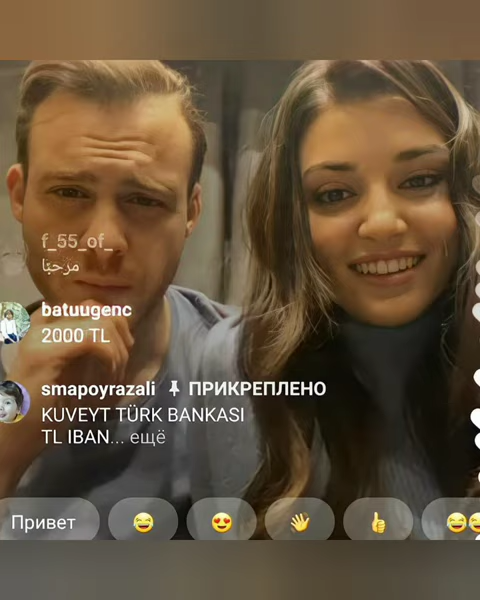 f_55_of_
مرحبًا
batuugenc
2000 TL
smapoyrazali ПРИКРЕПЛЕНО
KUVEYT TÜRK BANKASI
TL IBAN... ещё
Привет